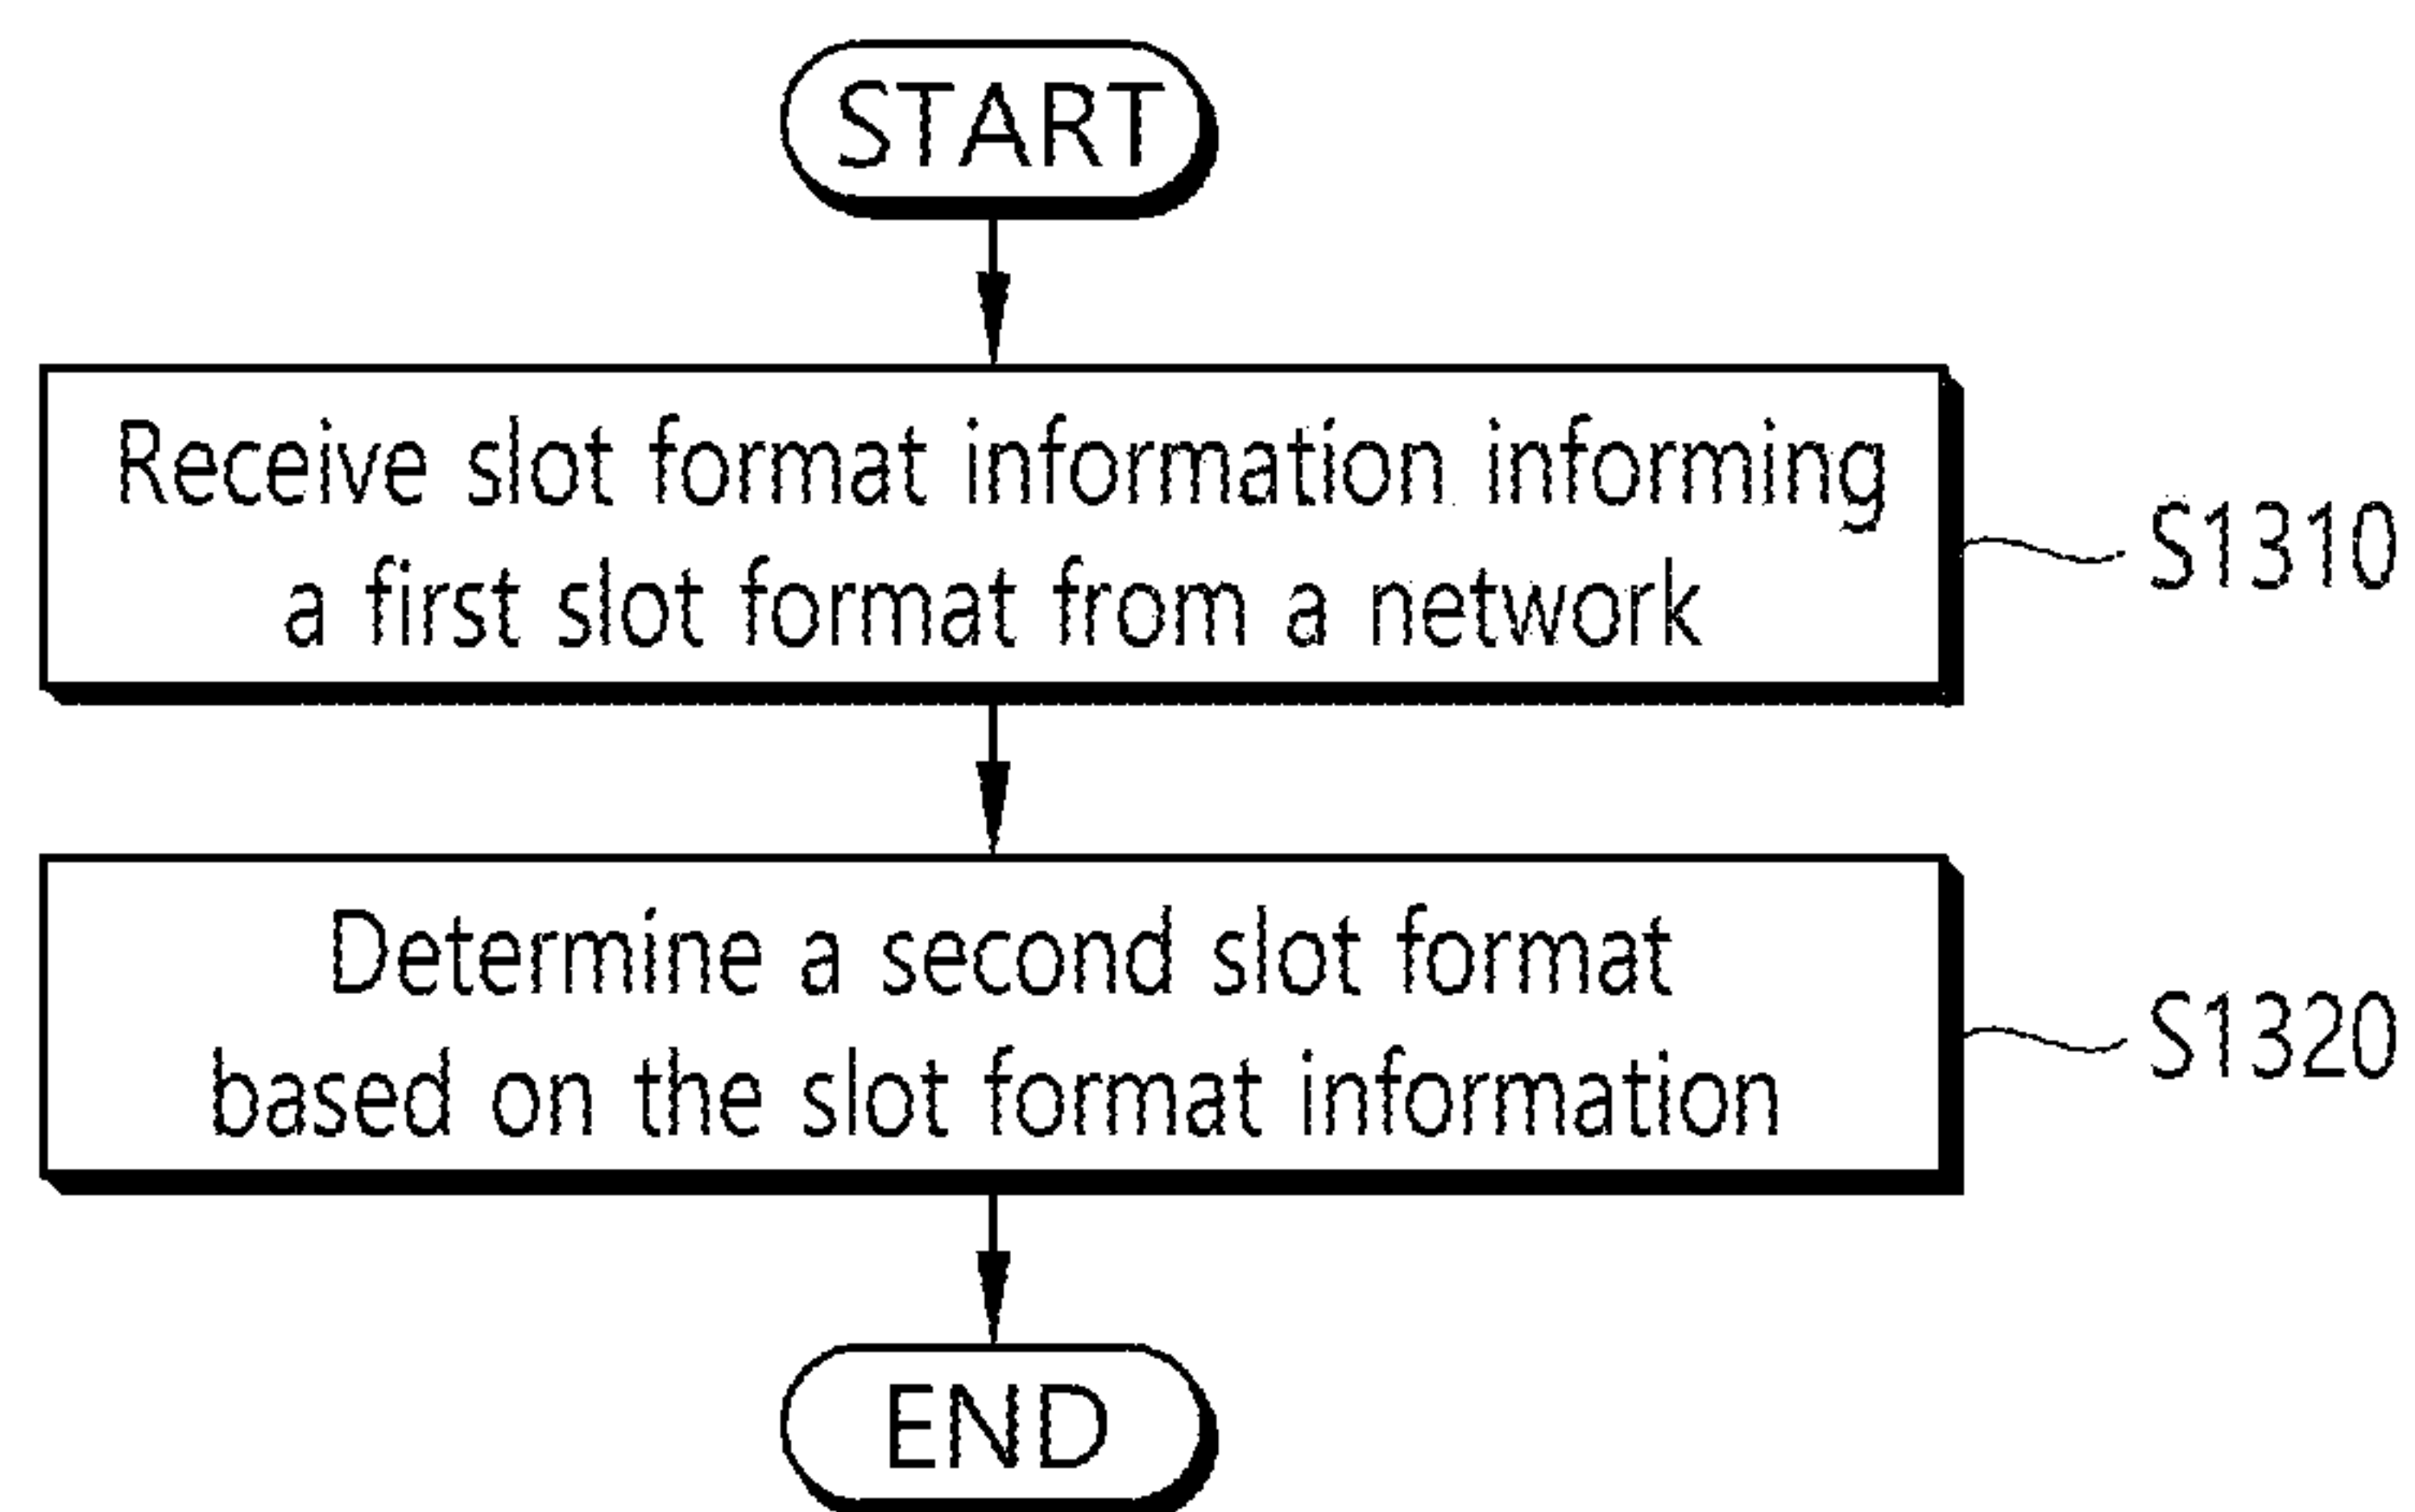 START
Receive slot format information informing
a first slot format from a network
S1310
Determine a second slot format
based on the slot format information
S1320
END